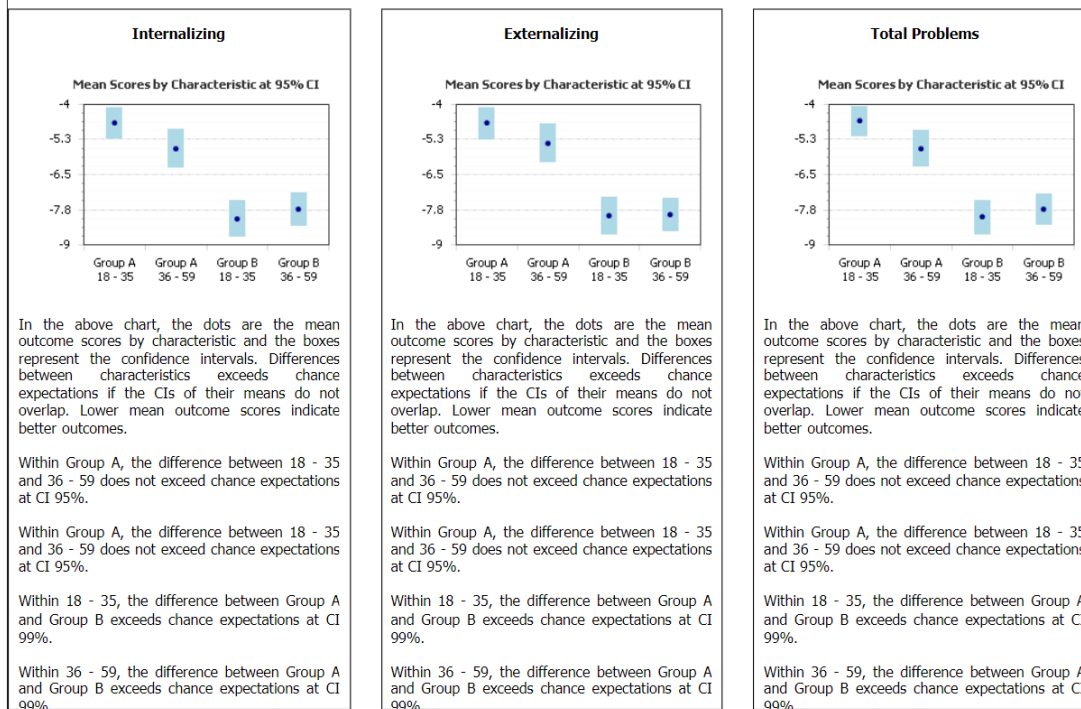 Internalizing
Mean Scores by Characteristic at 95% CI
-4
-5.3
-6.5
-7.8
-9
Group A Group A Group B Group B
18 - 35 36 - 59 18 - 35 36 - 59
In the above chart, the dots are the mean
outcome scores by characteristic and the boxes
represent the confidence intervals. Differences
between characteristics exceeds chance
expectations if the CIs of their means do not
overlap. Lower mean outcome scores indicate
better outcomes.
Within Group A, the difference between 18 - 35
and 36 - 59 does not exceed chance expectations
at CI 95%.
Within Group A, the difference between 18 - 35
and 36 - 59 does not exceed chance expectations
at CI 95%.
Within 18 - 35, the difference between Group A
and Group B exceeds chance expectations at CI
99%.
Within 36 - 59, the difference between Group A
and Group B exceeds chance expectations at CI
99%
Externalizing
Mean Scores by Characteristic at 95% CI
-4
-5.3
-6.5
-7.8
-9
Group A Group A Group B Group B
18 - 35 36 - 59 18 - 35 36 - 59
In the above chart, the dots are the mean
outcome scores by characteristic and the boxes
represent the confidence intervals. Differences
between characteristics exceeds chance
expectations if the CIs of their means do not
overlap. Lower mean outcome scores indicate
better outcomes.
Within Group A, the difference between 18 - 35
and 36 - 59 does not exceed chance expectations
at CI 95%.
Within Group A, the difference between 18 - 35
and 36 - 59 does not exceed chance expectations
at CI 95%.
Within 18 - 35, the difference between Group A
and Group B exceeds chance expectations at CI
99%.
Within 36 - 59, the difference between Group A
and Group B exceeds chance expectations at CI
99%
Total Problems
Mean Scores by Characteristic at 95% CI
-4
-5.3
-6.5
-7.8
-9
Group A Group A Group B Group B
18 - 35 36 - 59 18 - 35 36 - 59
In the above chart, the dots are the mean
outcome scores by characteristic and the boxes
represent the confidence intervals. Differences
between characteristics exceeds chance
expectations if the CIs of their means do not
overlap. Lower mean outcome scores indicate
better outcomes.
Within Group A, the difference between 18 - 35
and 36 - 59 does not exceed chance expectations
at CI 95%.
Within Group A, the difference between 18 - 35
and 36 - 59 does not exceed chance expectations
at CI 95%.
Within 18 - 35, the difference between Group A
and Group B exceeds chance expectations at CI
99%.
Within 36 - 59, the difference between Group A
and Group B exceeds chance expectations at CI
99%